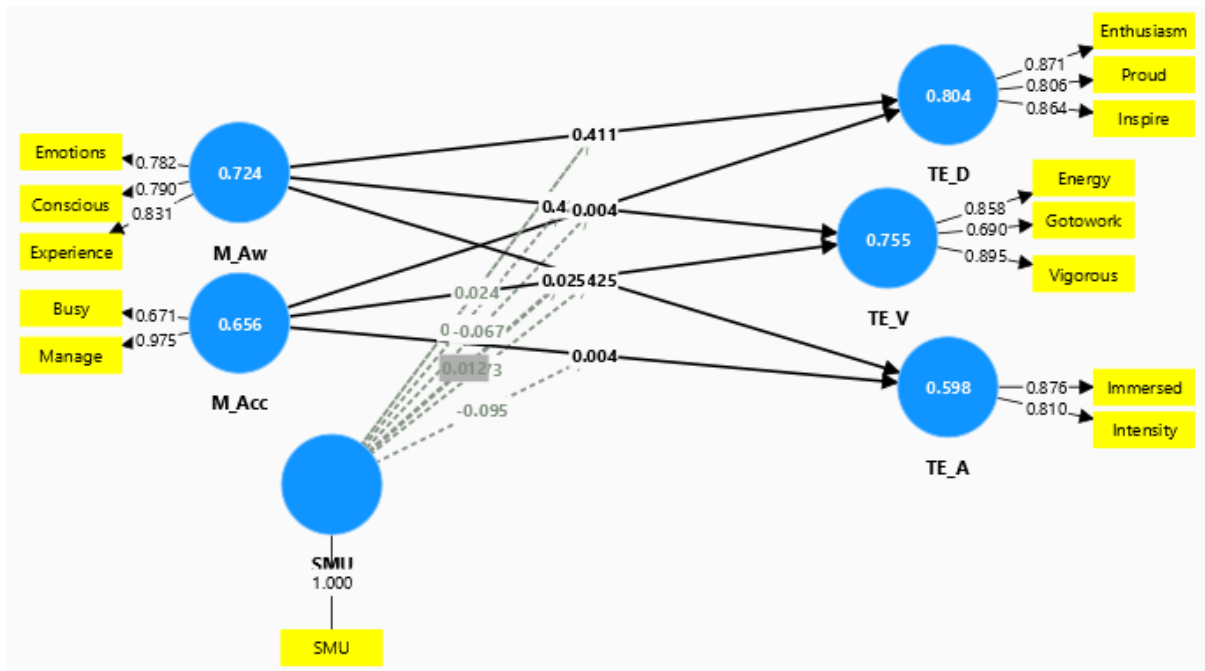 Enthusiasm
0.871
Proud
0.806
0.804
0.864
Inspire
TE_D
0.411
Emotions
0.782
0.724
0.790
Conscious
0.831
Experience
M_Aw
Energy
0.858
Gotowork
0.690
0.755
0.895
Vigorous
TE_V
0.004
0.025
425
0.024
Busy
0.671
0.656
0.975
Manage
M_Acc
-0.067
0.004
0.012
-0.095
0.876
Immersed
0.598
0.810
Intensity
TE_A
SMU
1.000
SMU